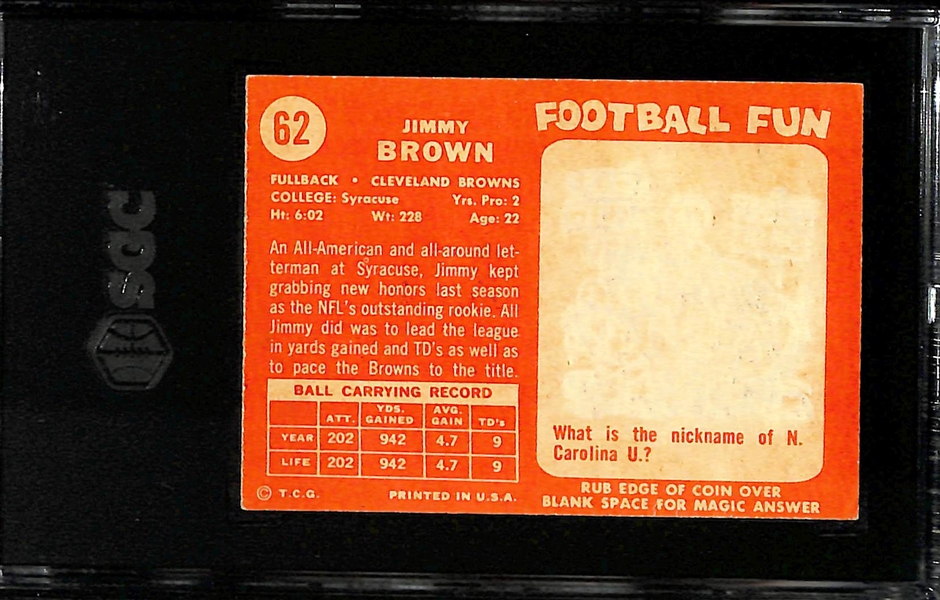 SGC
62
JIMMY
BROWN
FULLBACK • CLEVELAND BROWNS
COLLEGE: Syracuse Yrs. Pro: 2
Ht: 6:02 Wt: 228 Age: 22
An All-American and all-around let-
terman at Syracuse, Jimmy kept
grabbing new honors last season
as the NFL's outstanding rookie. All
Jimmy did was to lead the league
in yards gained and TD's as well as
to pace the Browns to the title.
BALL CARRYING RECORD
ATT. YDS. GAINED AVG. GAIN TD's
YEAR 202 942 4.7 9
LIFE 202 942 4.7 9
© T.C.G. PRINTED IN U.S.A.
FOOTBALL FUN
What is the nickname of N.
Carolina U.?
RUB EDGE OF COIN OVER
BLANK SPACE FOR MAGIC ANSWER